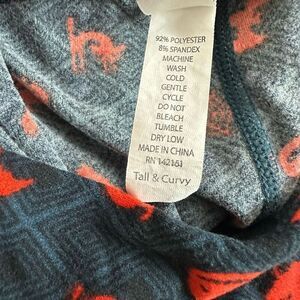 92% POLYESTER
8% SPANDEX
MACHINE
WASH
COLD
GENTLE
CYCLE
DO NOT
BLEACH
TUMBLE
DRY LOW
MADE IN CHINA
RN 142151
Tall & Curvy